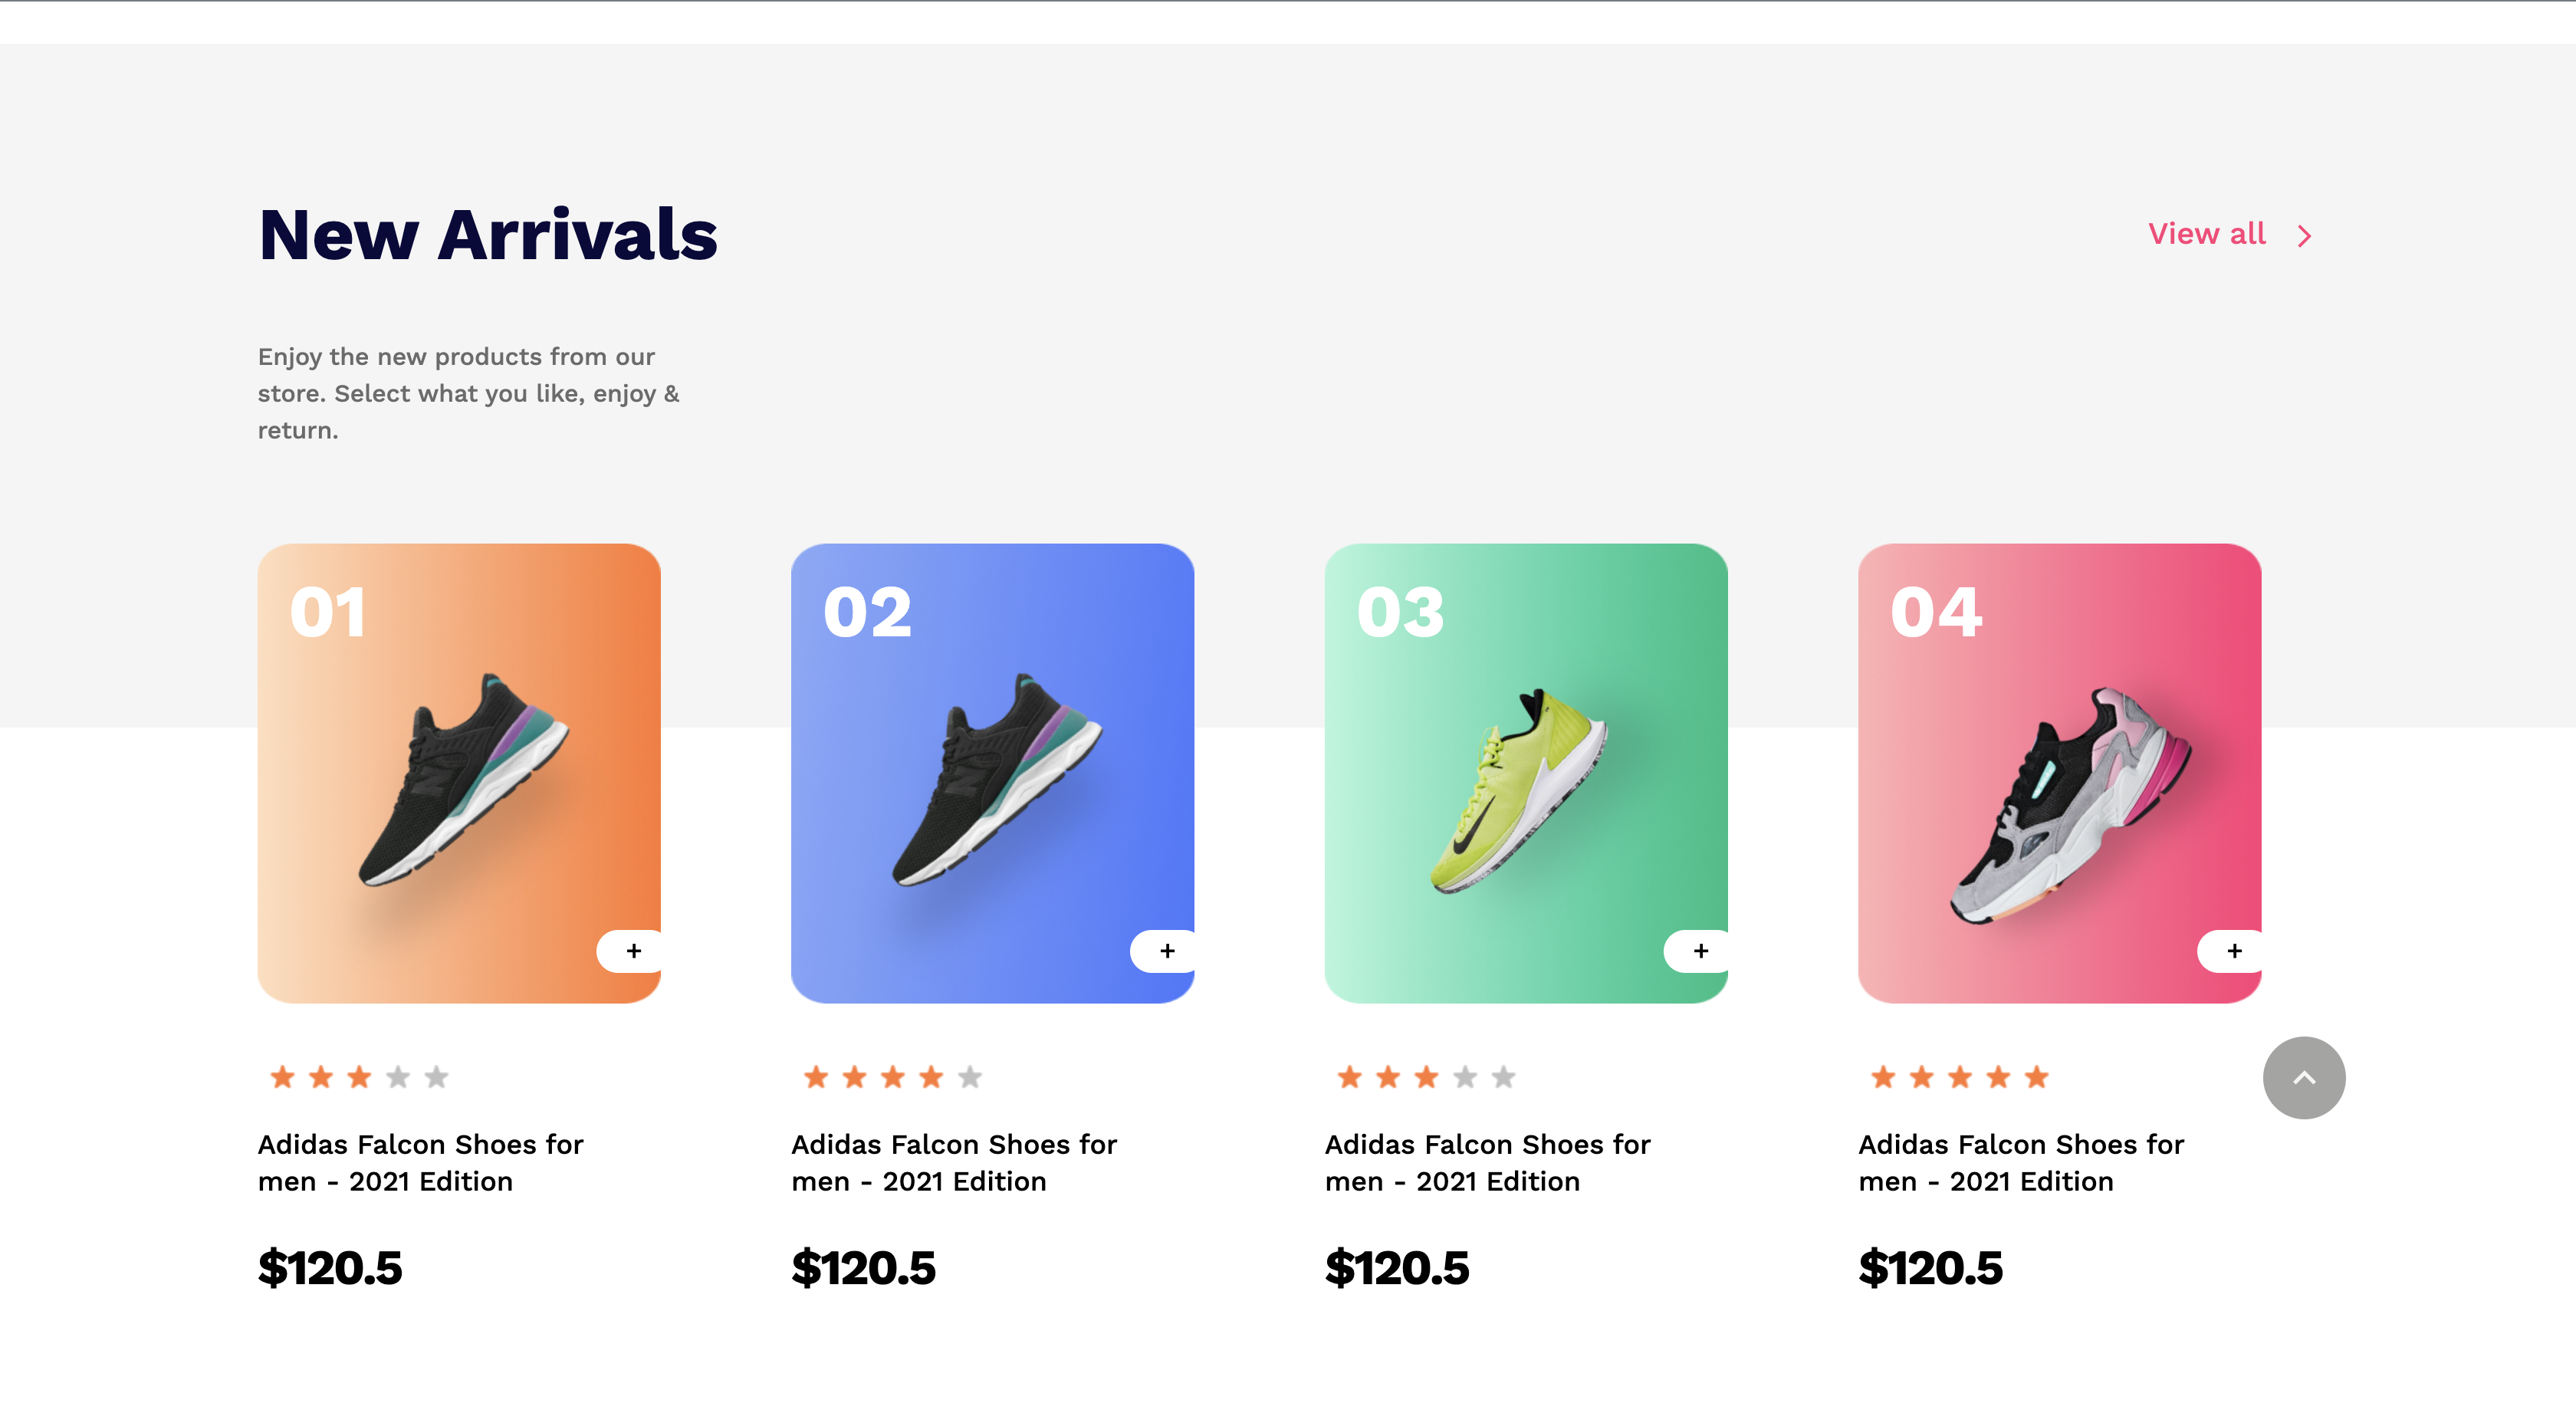 New Arrivals
View all
Enjoy the new products from our
store. Select what you like, enjoy &
return.
01
02
03
04
+
+
+
+
Adidas Falcon Shoes for
men - 2021 Edition
$120.5
Adidas Falcon Shoes for
men - 2021 Edition
$120.5
Adidas Falcon Shoes for
men - 2021 Edition
$120.5
Adidas Falcon Shoes for
men - 2021 Edition
$120.5